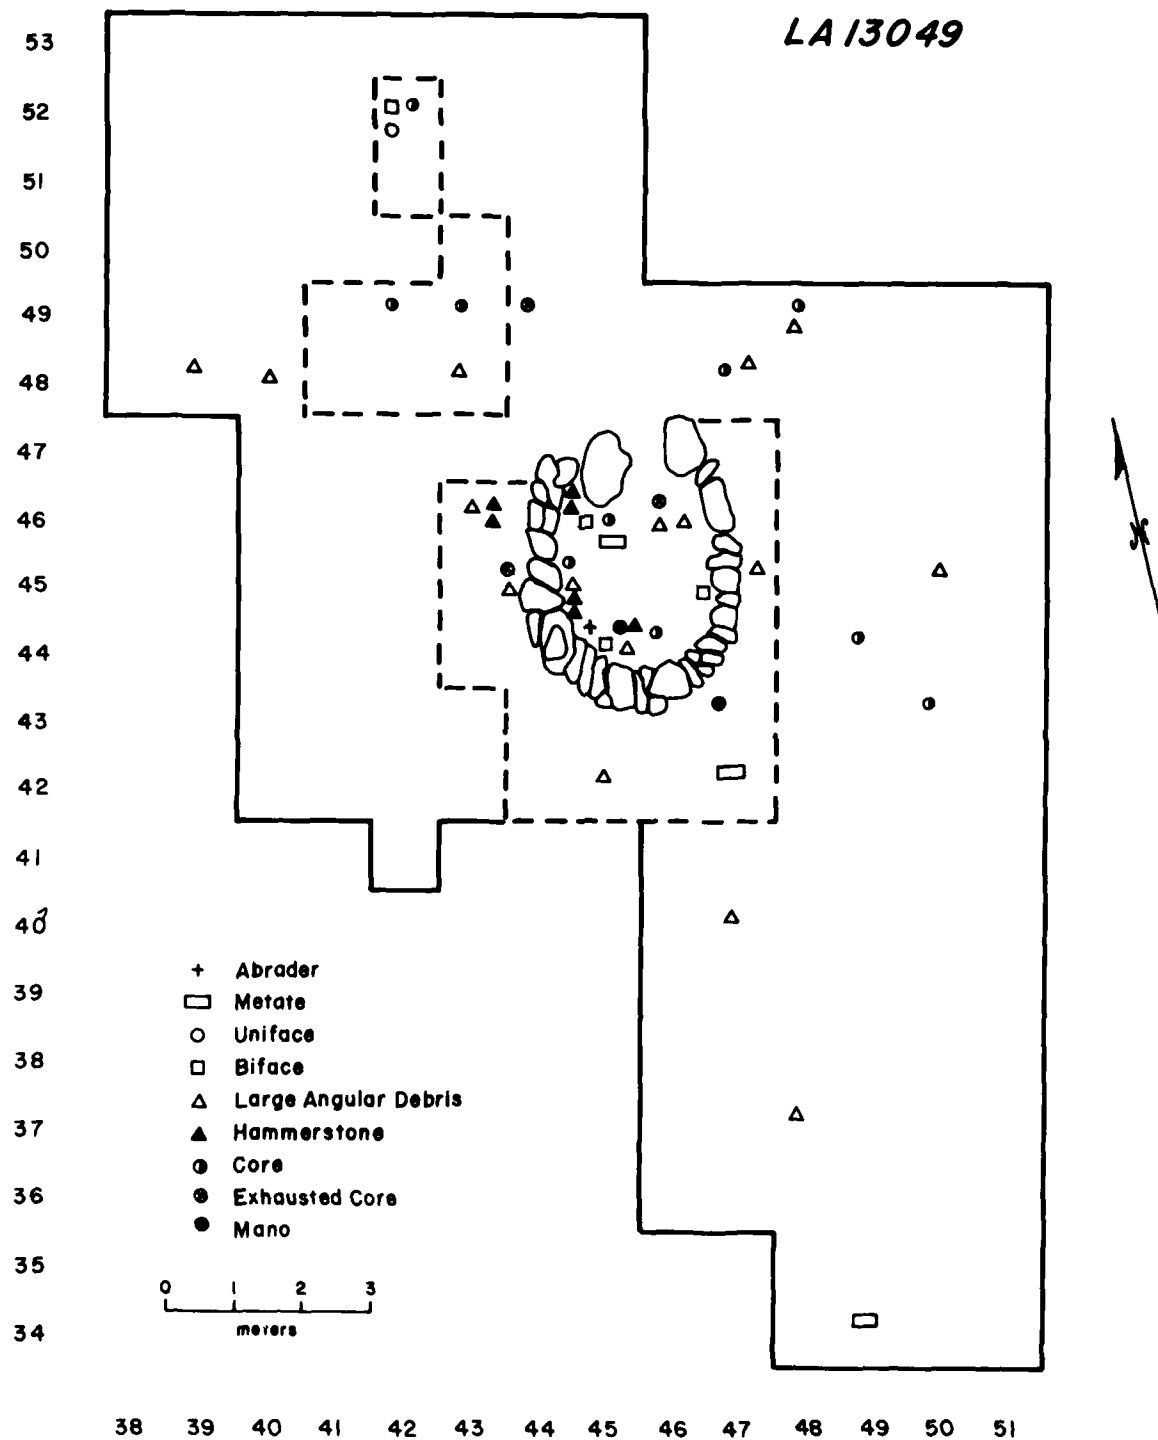 LA 13049
53
52
51
50
49
48
47
46
45
44
43
42
41
40
39
38
37
36
35
34
Abrader
Metate
Uniface
Biface
Large Angular Debris
Hammerstone
Core
Exhausted Core
Mano
0 1 2 3
meters
38 39 40 41 42 43 44 45 46 47 48 49 50 51